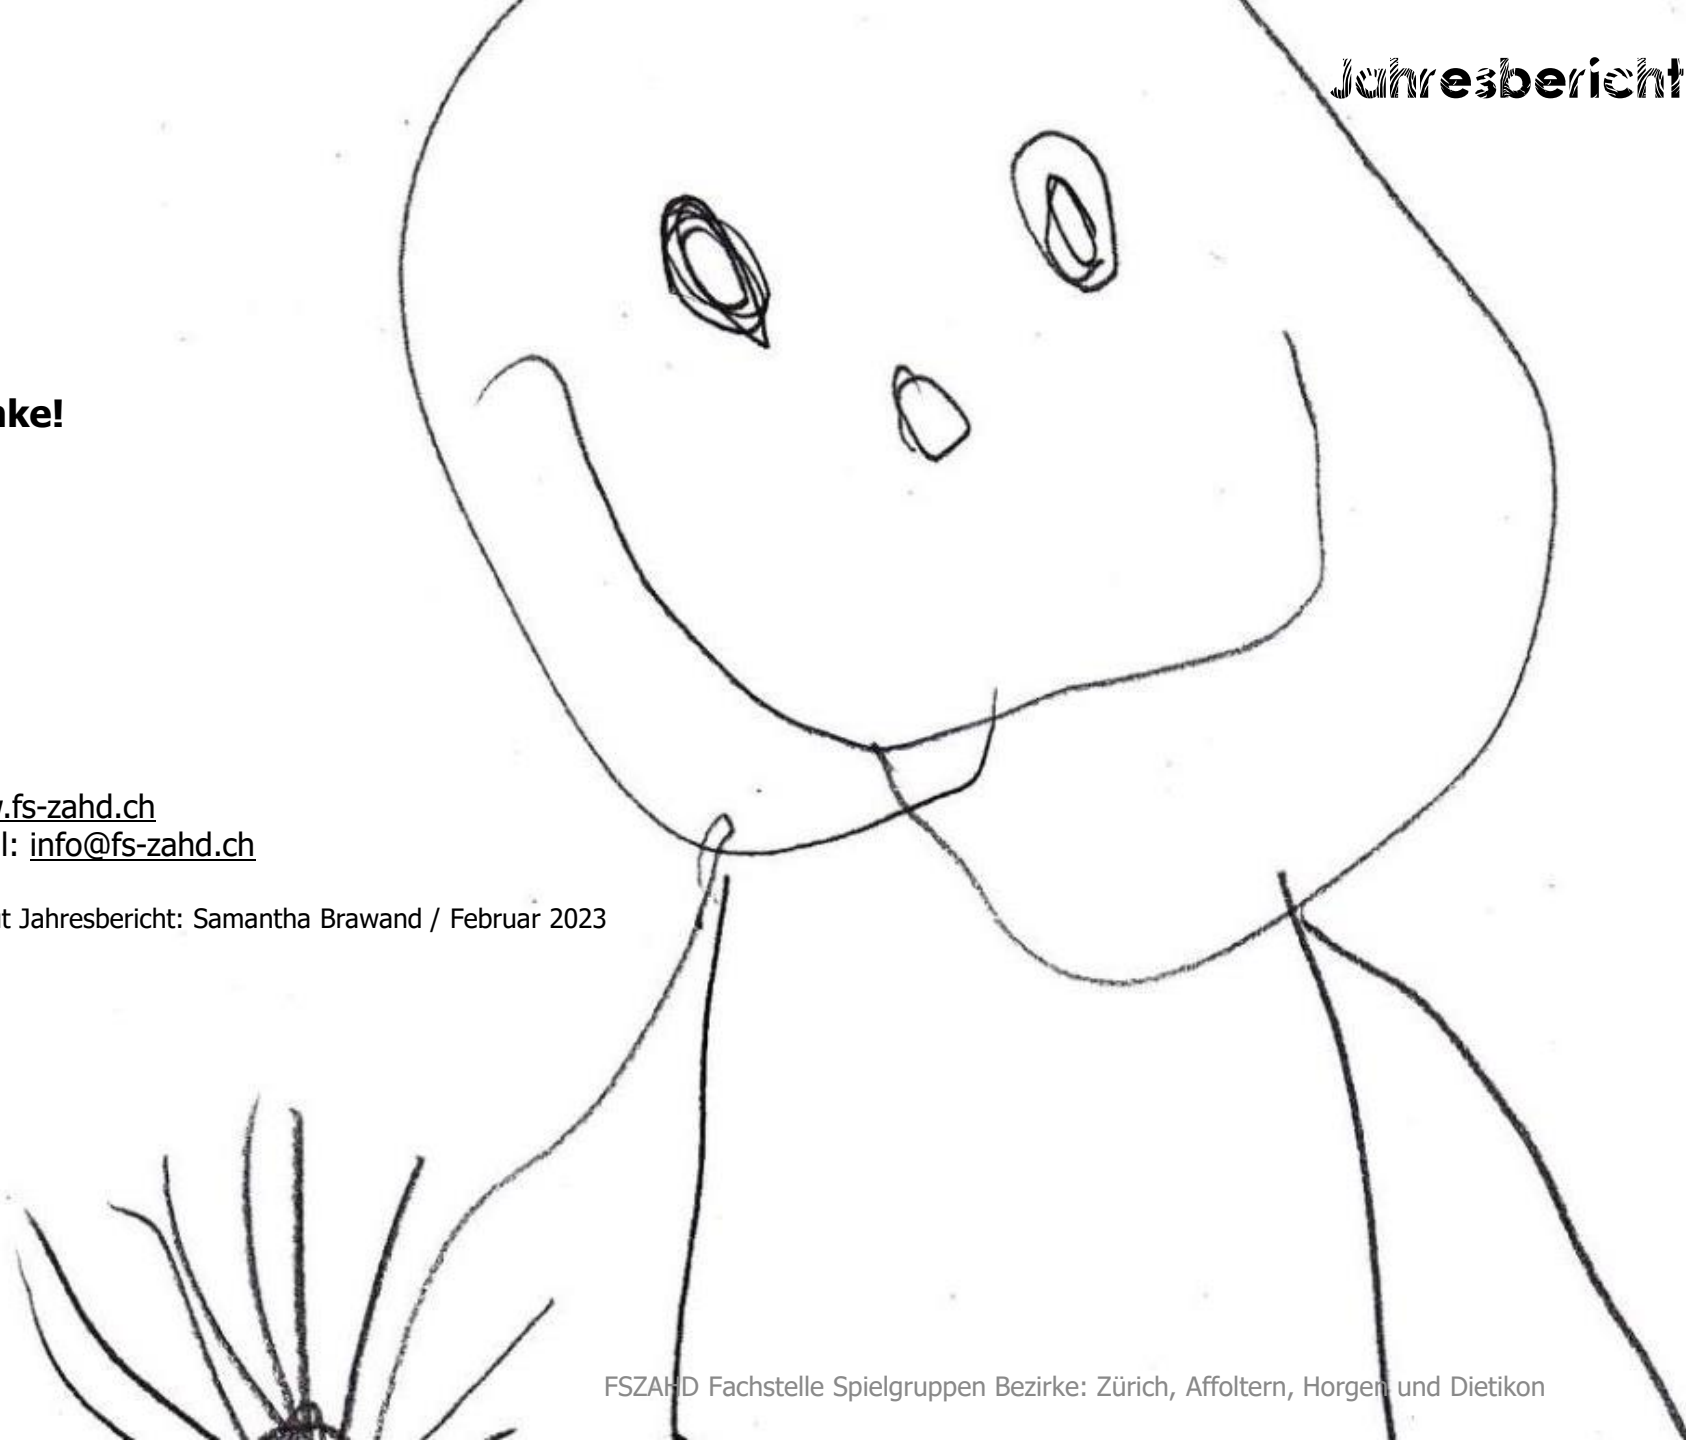 Jahresbericht
nke!
.fs-zahd.ch
l: info@fs-zahd.ch
t Jahresbericht: Samantha Brawand / Februar 2023
FSZAHD Fachstelle Spielgruppen Bezirke: Zürich, Affoltern, Horgen und Dietikon